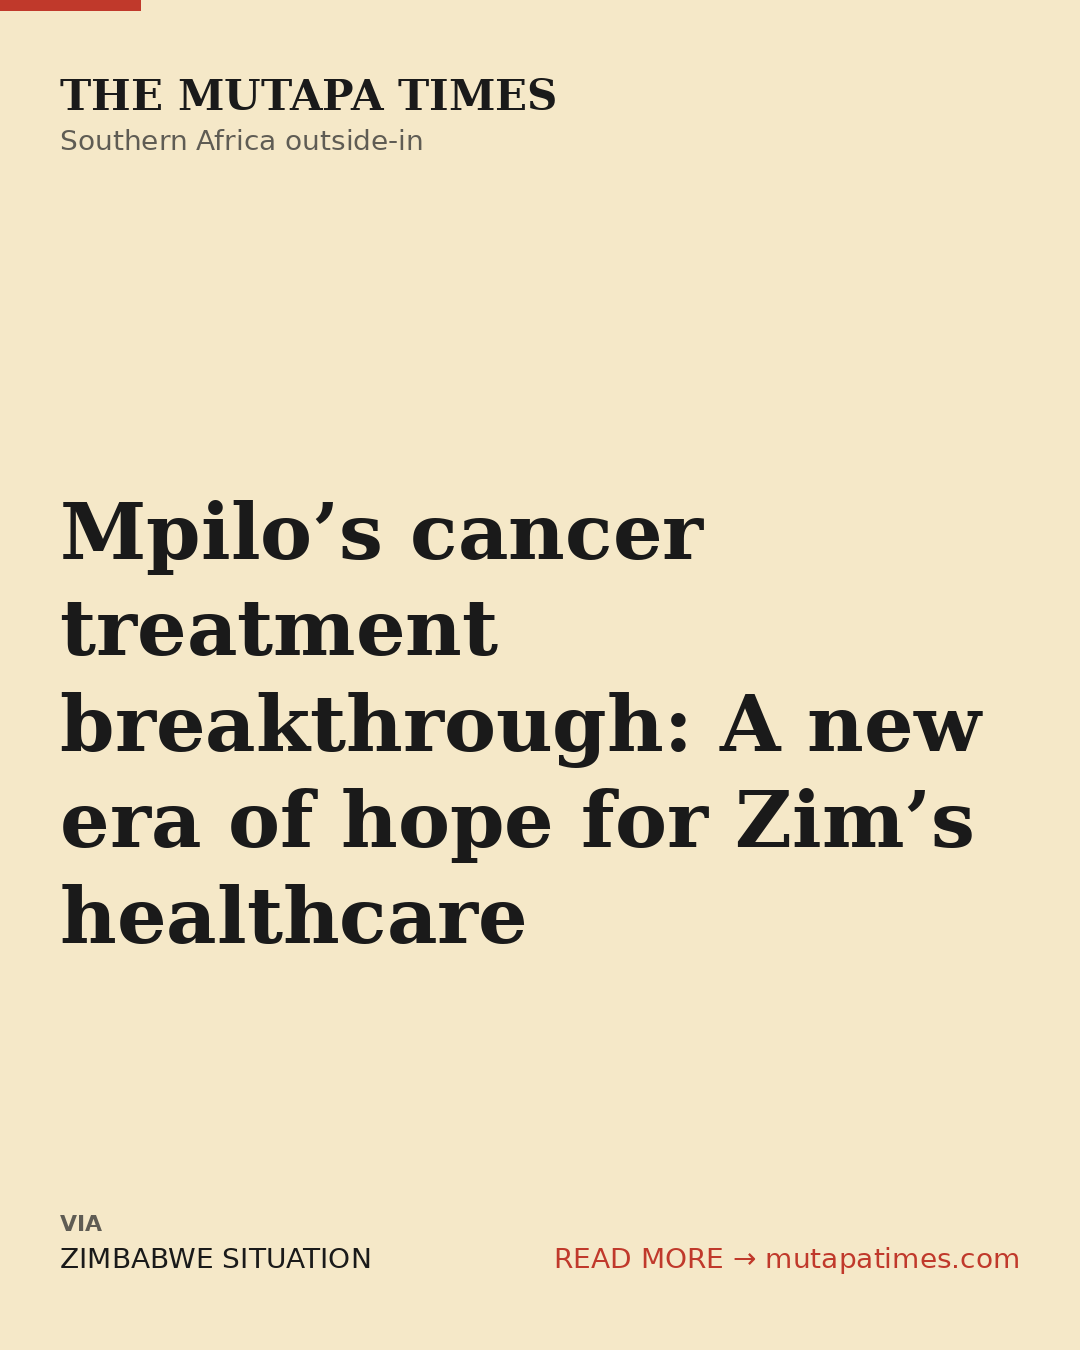 THE MUTAPA TIMES
Southern Africa outside-in
Mpilo’s cancer
treatment
breakthrough: A new
era of hope for Zim’s
healthcare
VIA
ZIMBABWE SITUATION
READ MORE → mutapatimes.com